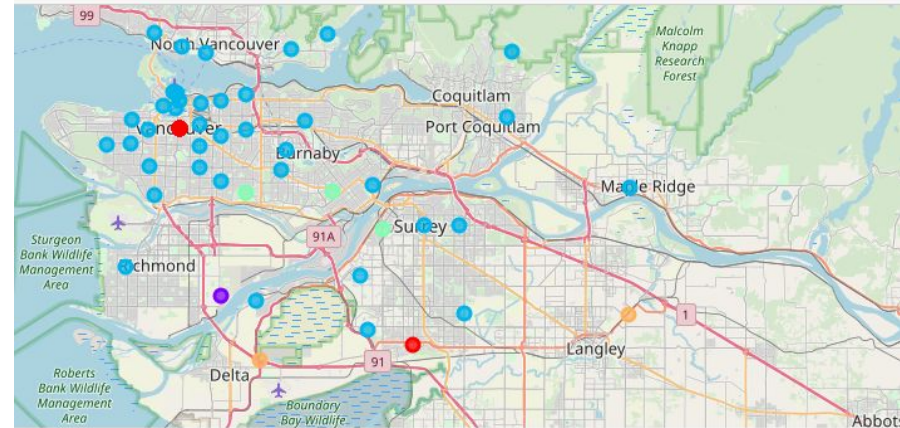 99
North Vancouver
Malcolm
Knapp
Research
Forest
Coquitlam
Port Coquitlam
Vancouver
Burnaby
Maple Ridge
Surrey
91A
Sturgeon
Bank Wildlife
Management
Area
Richmond
1
Langley
91
Delta
Roberts
Bank Wildlife
Management
Area
Boundary
Bay Wildlife
Abbots